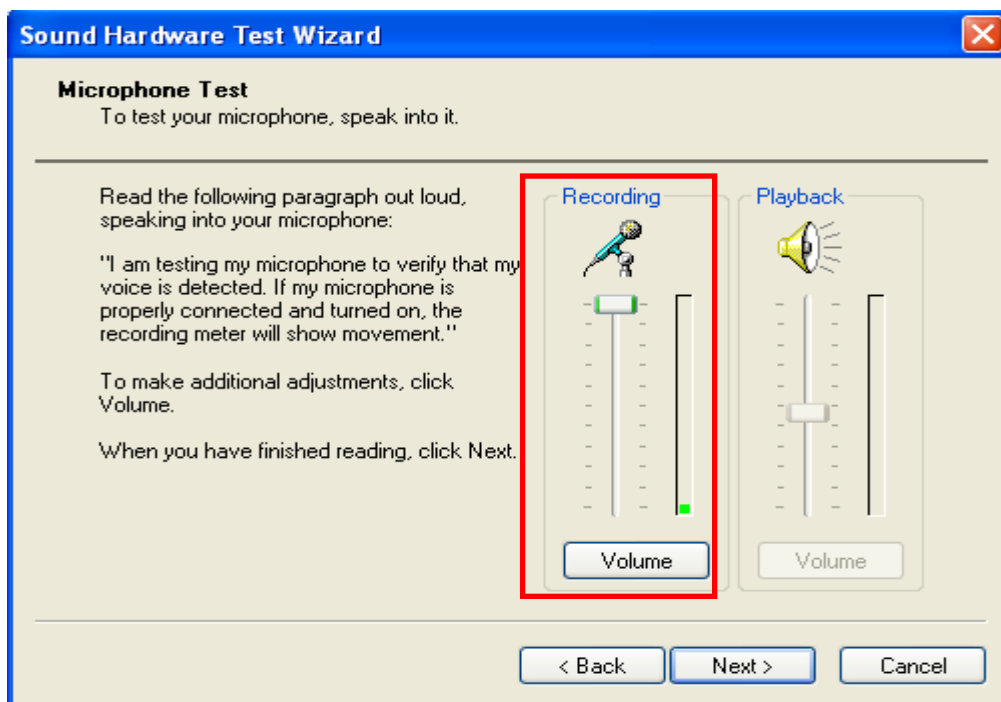 Sound Hardware Test Wizard
Microphone Test
To test your microphone, speak into it.
Read the following paragraph out loud,
speaking into your microphone:
"I am testing my microphone to verify that my
voice is detected. If my microphone is
properly connected and turned on, the
recording meter will show movement."
To make additional adjustments, click
Volume.
When you have finished reading, click Next.
Recording
Volume
Playback
Volume
< Back
Next >
Cancel